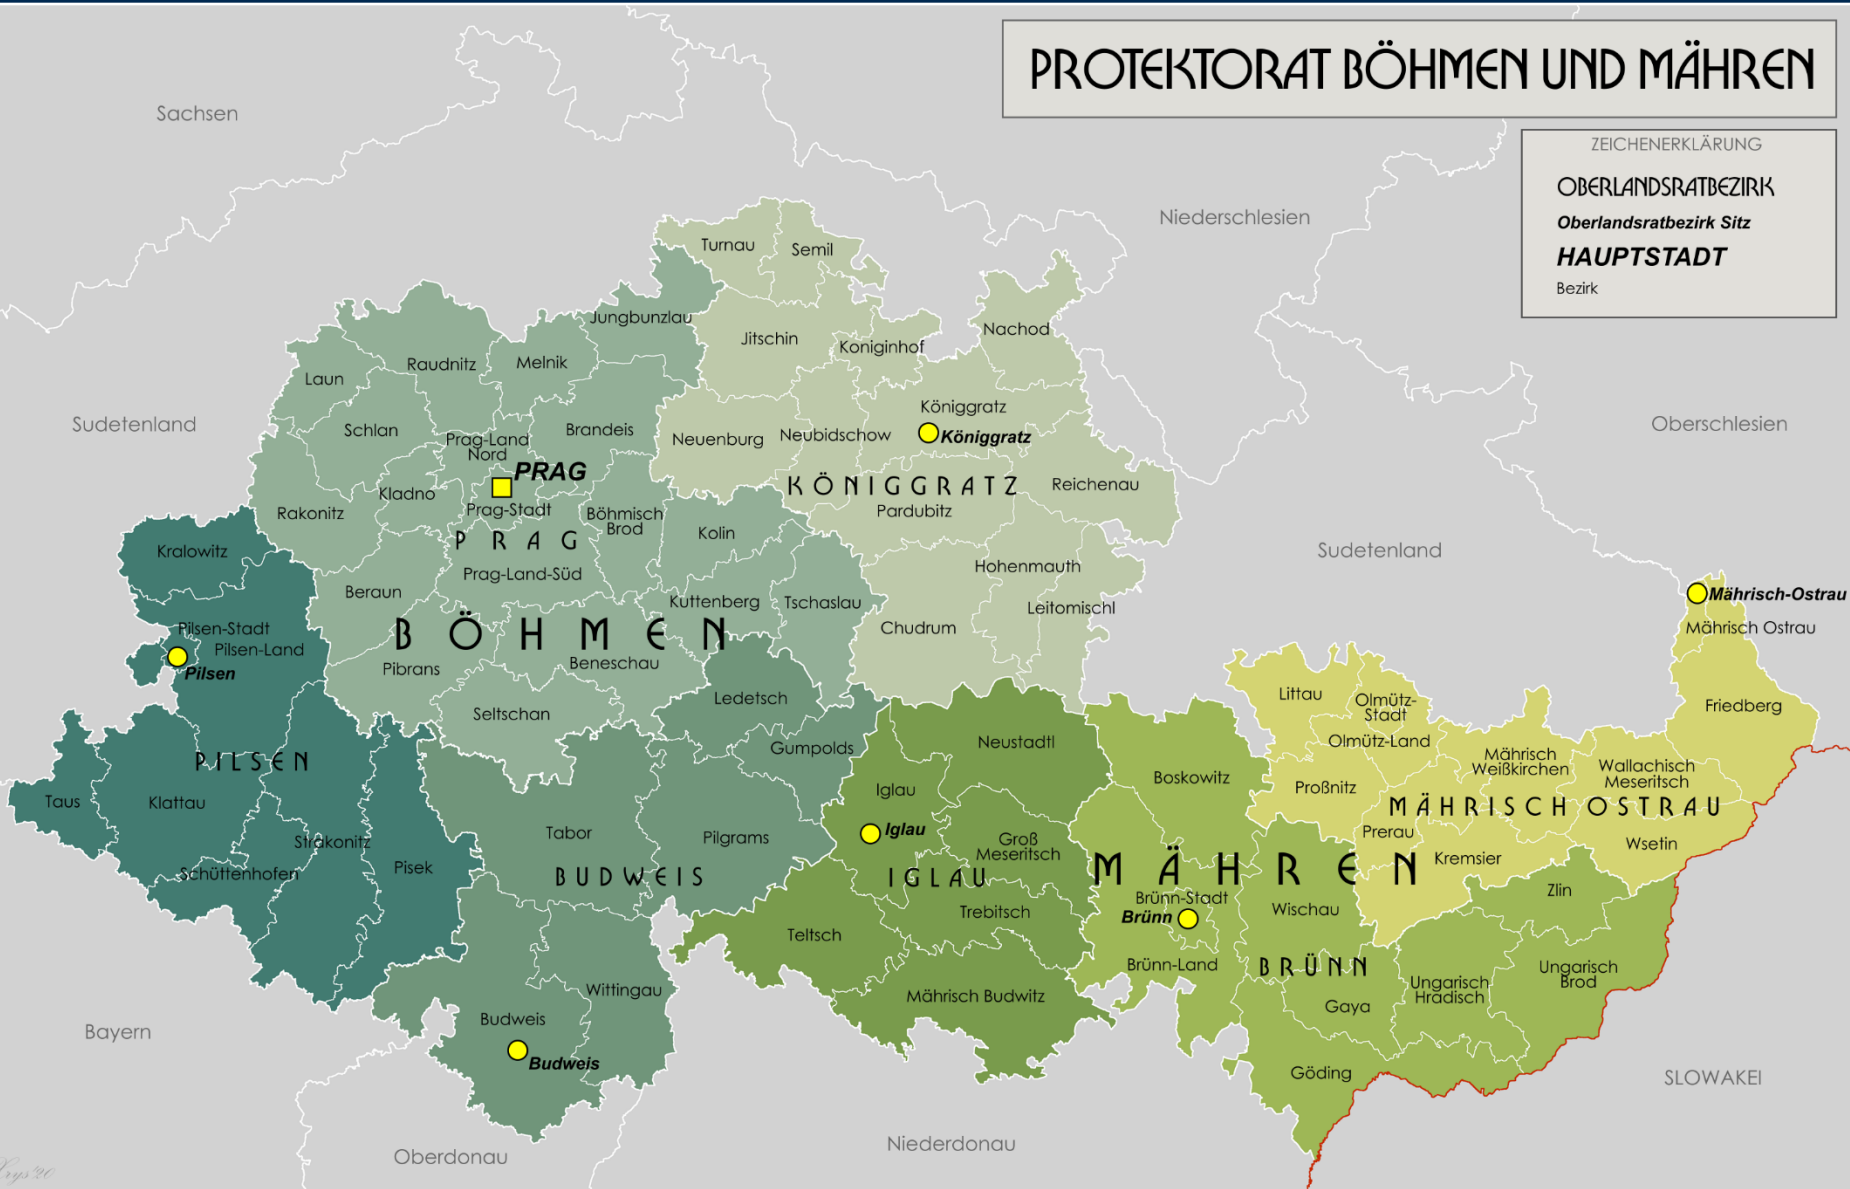 PROTEKTORAT BÖHMEN UND MÄHREN
ZEICHENERKLÄRUNG
OBERLANDSRATBEZIRK
Oberlandsratbezirk Sitz
HAUPTSTADT
Bezirk
Sachsen
Niederschlesien
Sudetenland
Oberschlesien
Sudetenland
Bayern
Oberdonau
Niederdonau
SLOWAKEI
Turnau
Semil
Jungbunzlau
Jitschin
Koniginhof
Nachod
Raudnitz
Melnik
Laun
Schlan
Prag-Land
Nord
Brandeis
Neuenburg
Neubidschow
Königgratz
Königgratz
KÖNIGGRATZ
Reichenau
Pardubitz
PRAG
Kladno
Prag-Stadt
Rakonitz
Böhmisch
Brod
Kolin
PRAG
Prag-Land-Süd
Beraun
Kuttenberg
Tschaslau
Hohenmauth
Leitomischl
Chudrum
BÖHMEN
Pibrans
Beneschau
Seltschan
Ledetsch
Gumpolds
Kralowitz
Pilsen-Stadt
Pilsen-Land
Pilsen
PILSEN
Taus
Klattau
Strakonitz
Schüttenhofen
Pisek
Tabor
Pilgrams
BUDWEIS
Wittingau
Budweis
Budweis
Neustadtl
Iglau
Iglau
Groß
Meseritsch
IGLAU
Trebitsch
Teltsch
Mährisch Budwitz
MÄHREN
Boskowitz
Brünn-Stadt
Brünn
Brünn-Land
Wischau
BRÜNN
Gaya
Göding
Ungarisch
Hradisch
Ungarisch
Brod
Zlin
Littau
Olmütz-
Stadt
Olmütz-Land
Proßnitz
Mährisch
Weißkirchen
Wallachisch
Meseritsch
MÄHRISCH OSTRAU
Prerau
Kremsier
Wsetin
Mährisch-Ostrau
Mährisch Ostrau
Friedberg